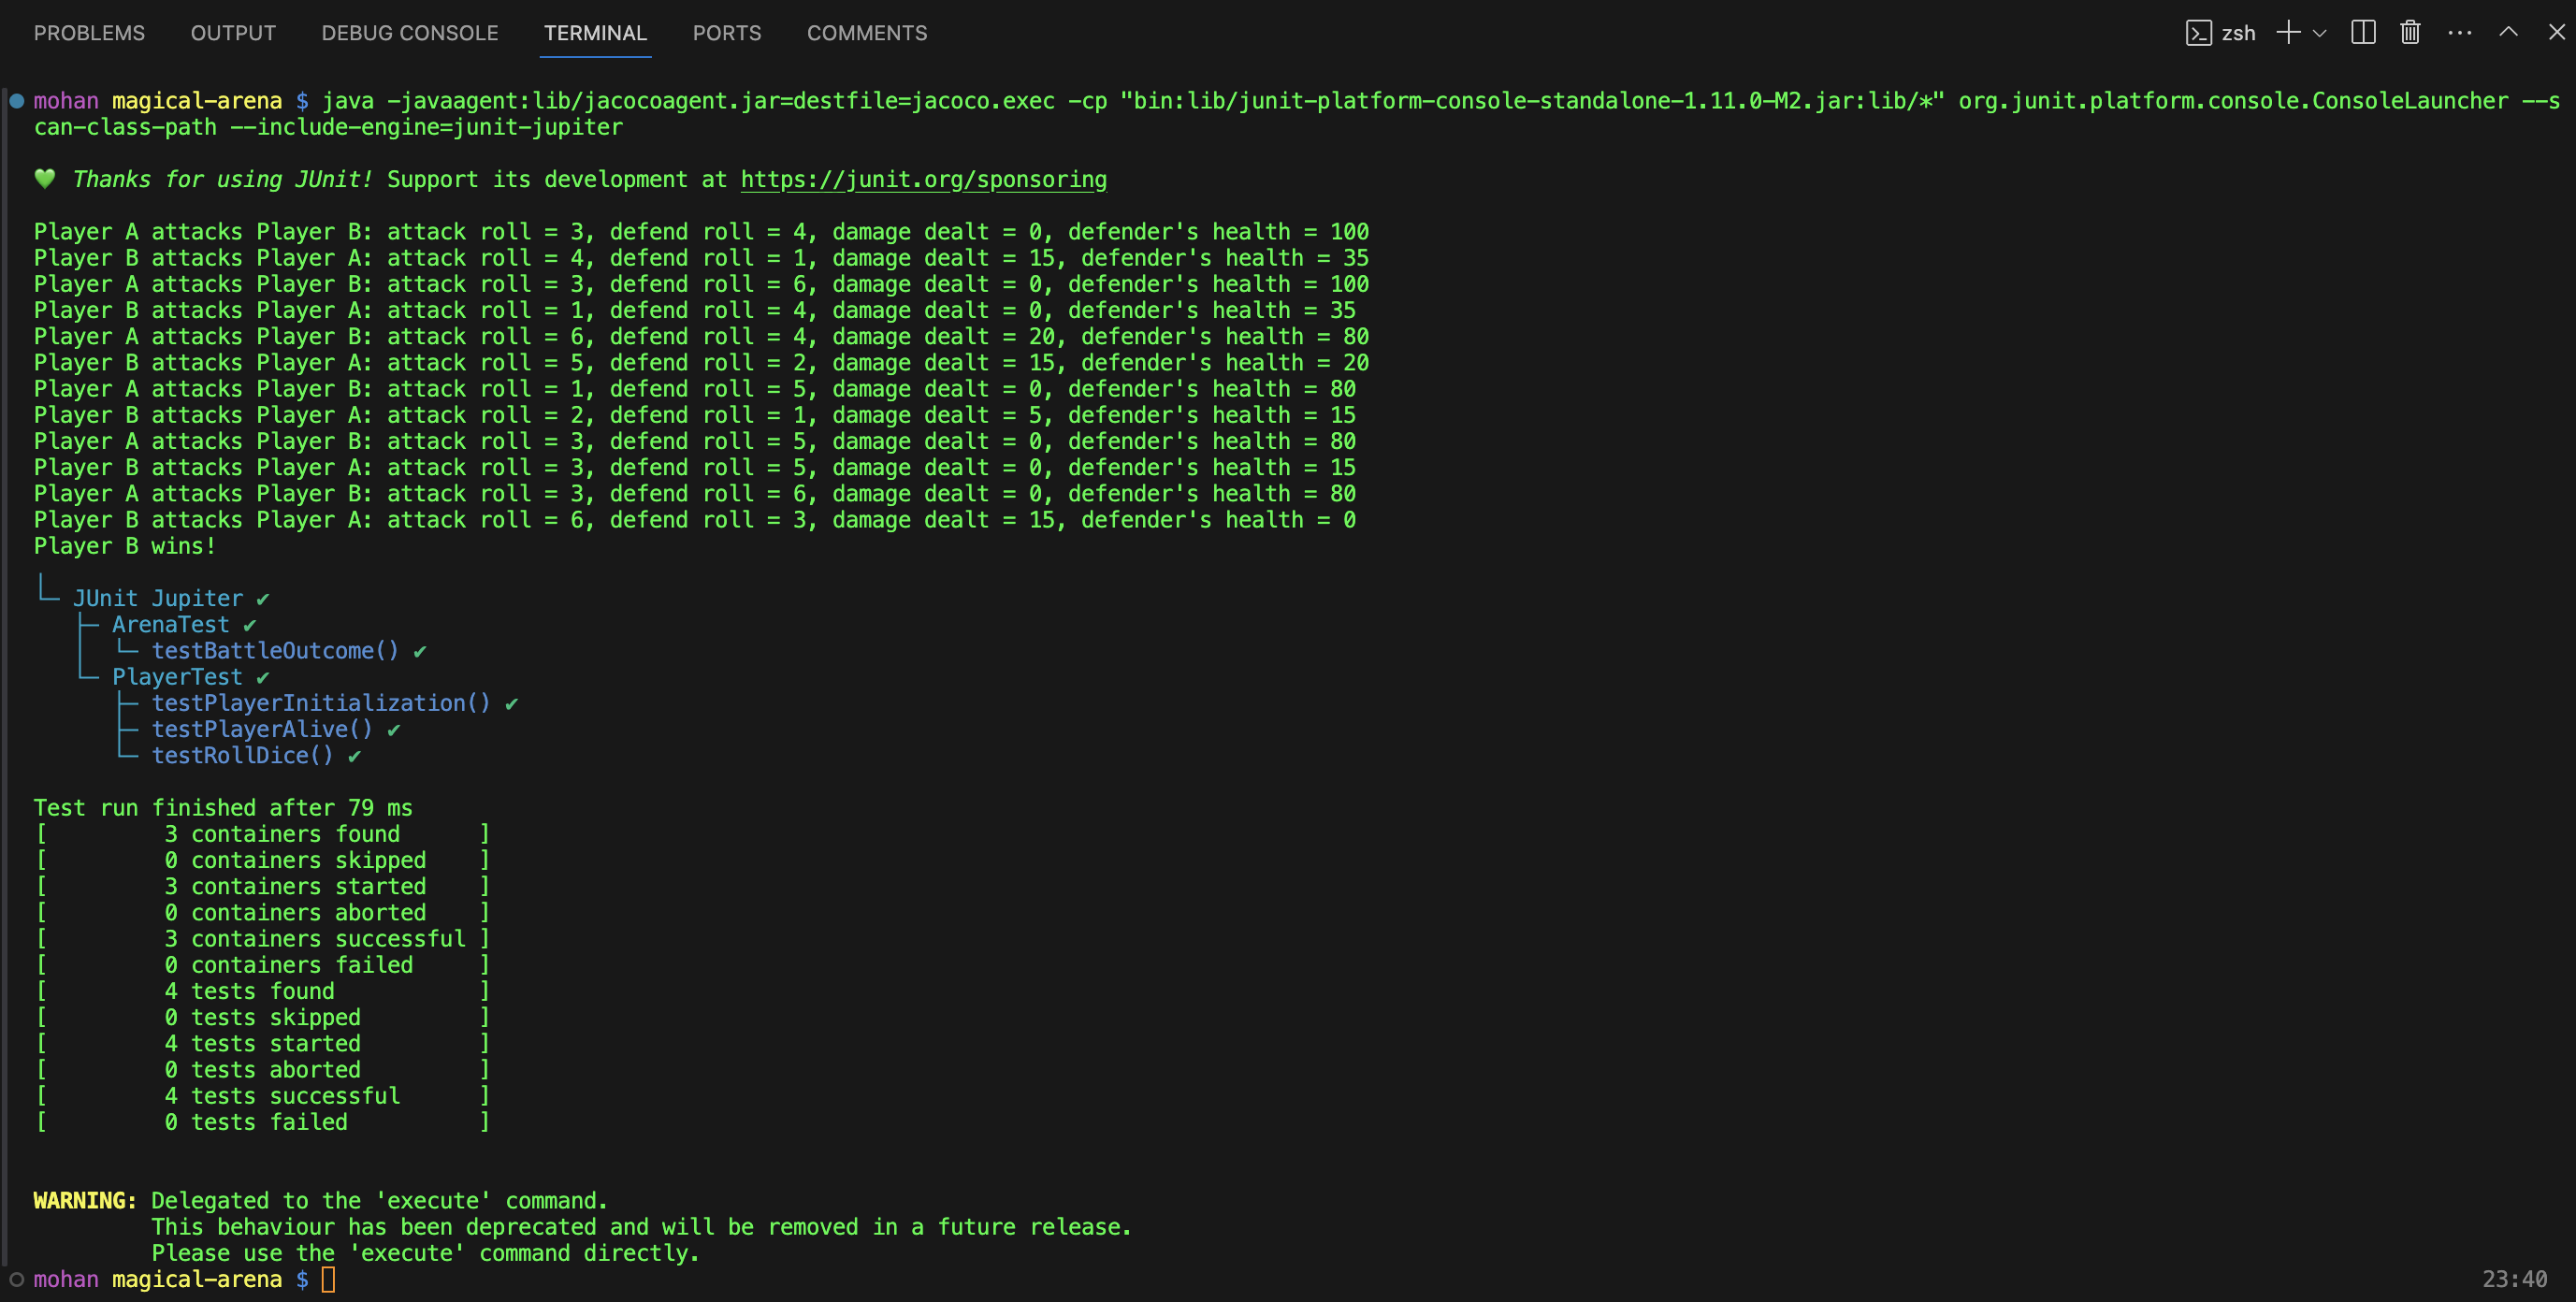 PROBLEMS OUTPUT DEBUG CONSOLE TERMINAL PORTS COMMENTS zsh
mohan magical-arena $ java -javaagent:lib/jacocoagent.jar=destfile=jacoco.exec -cp "bin:lib/junit-platform-console-standalone-1.11.0-M2.jar:lib/*" org.junit.platform.console.ConsoleLauncher --s
can-class-path --include-engine=junit-jupiter
💚 Thanks for using JUnit! Support its development at https://junit.org/sponsoring
Player A attacks Player B: attack roll = 3, defend roll = 4, damage dealt = 0, defender's health = 100
Player B attacks Player A: attack roll = 4, defend roll = 1, damage dealt = 15, defender's health = 35
Player A attacks Player B: attack roll = 3, defend roll = 6, damage dealt = 0, defender's health = 100
Player B attacks Player A: attack roll = 1, defend roll = 4, damage dealt = 0, defender's health = 35
Player A attacks Player B: attack roll = 6, defend roll = 4, damage dealt = 20, defender's health = 80
Player B attacks Player A: attack roll = 5, defend roll = 2, damage dealt = 15, defender's health = 20
Player A attacks Player B: attack roll = 1, defend roll = 5, damage dealt = 0, defender's health = 80
Player B attacks Player A: attack roll = 2, defend roll = 1, damage dealt = 5, defender's health = 15
Player A attacks Player B: attack roll = 3, defend roll = 5, damage dealt = 0, defender's health = 80
Player B attacks Player A: attack roll = 3, defend roll = 5, damage dealt = 0, defender's health = 15
Player A attacks Player B: attack roll = 3, defend roll = 6, damage dealt = 0, defender's health = 80
Player B attacks Player A: attack roll = 6, defend roll = 3, damage dealt = 15, defender's health = 0
Player B wins!
╷
└─ JUnit Jupiter ✔
├─ ArenaTest ✔
│ └─ testBattleOutcome() ✔
└─ PlayerTest ✔
├─ testPlayerInitialization() ✔
├─ testPlayerAlive() ✔
└─ testRollDice() ✔
Test run finished after 79 ms
[ 3 containers found ]
[ 0 containers skipped ]
[ 3 containers started ]
[ 0 containers aborted ]
[ 3 containers successful ]
[ 0 containers failed ]
[ 4 tests found ]
[ 0 tests skipped ]
[ 4 tests started ]
[ 0 tests aborted ]
[ 4 tests successful ]
[ 0 tests failed ]
WARNING: Delegated to the 'execute' command.
This behaviour has been deprecated and will be removed in a future release.
Please use the 'execute' command directly.
mohan magical-arena $ 23:40